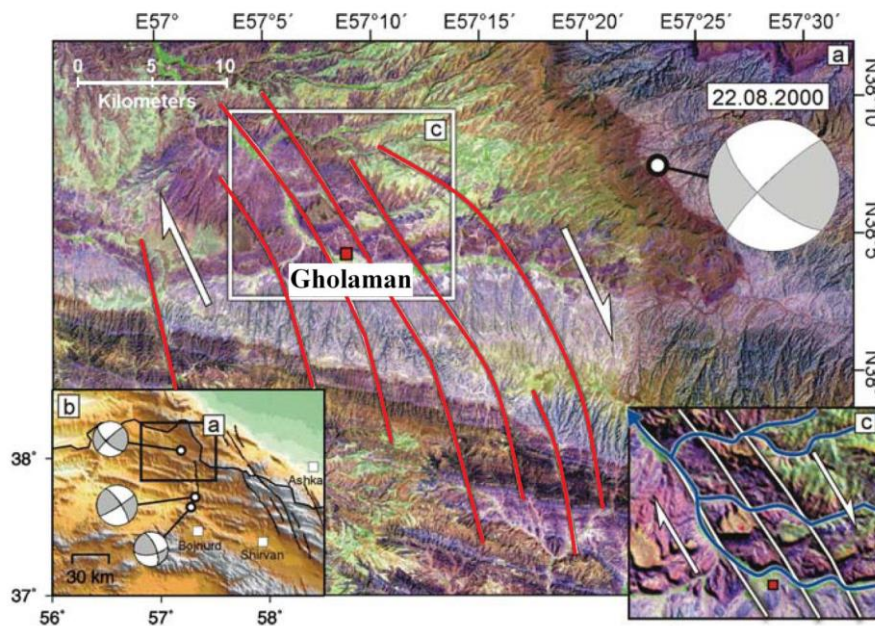 E57° E57°5´ E57°10´ E57°15´ E57°20´ E57°25´ E57°30´
a
0 5 10
Kilometers
22.08.2000
N38°10´
c
N38°5´
Gholaman
N38°
b
a
c
38°
Ashka
Bojnurd
Shirvan
30 km
37°
56° 57° 58°